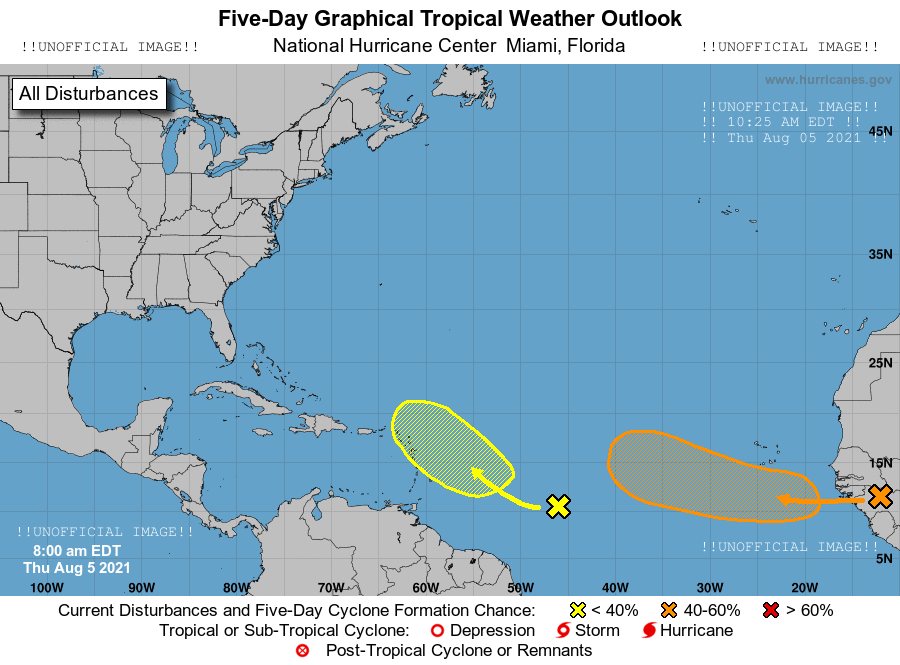 Five-Day Graphical Tropical Weather Outlook
!!UNOFFICIAL IMAGE!! National Hurricane Center Miami, Florida !!UNOFFICIAL IMAGE!!
www.hurricanes.gov
All Disturbances
!!UNOFFICIAL IMAGE!!
!! 10:25 AM EDT !!
!! Thu Aug 05 2021 !!
45N
35N
25N
15N
!!UNOFFICIAL IMAGE!!
8:00 am EDT
Thu Aug 5 2021
!!UNOFFICIAL IMAGE!!
5N
100W 90W 80W 70W 60W 50W 40W 30W 20W
Current Disturbances and Five-Day Cyclone Formation Chance: < 40% 40-60% > 60%
Tropical or Sub-Tropical Cyclone: Depression Storm Hurricane
Post-Tropical Cyclone or Remnants